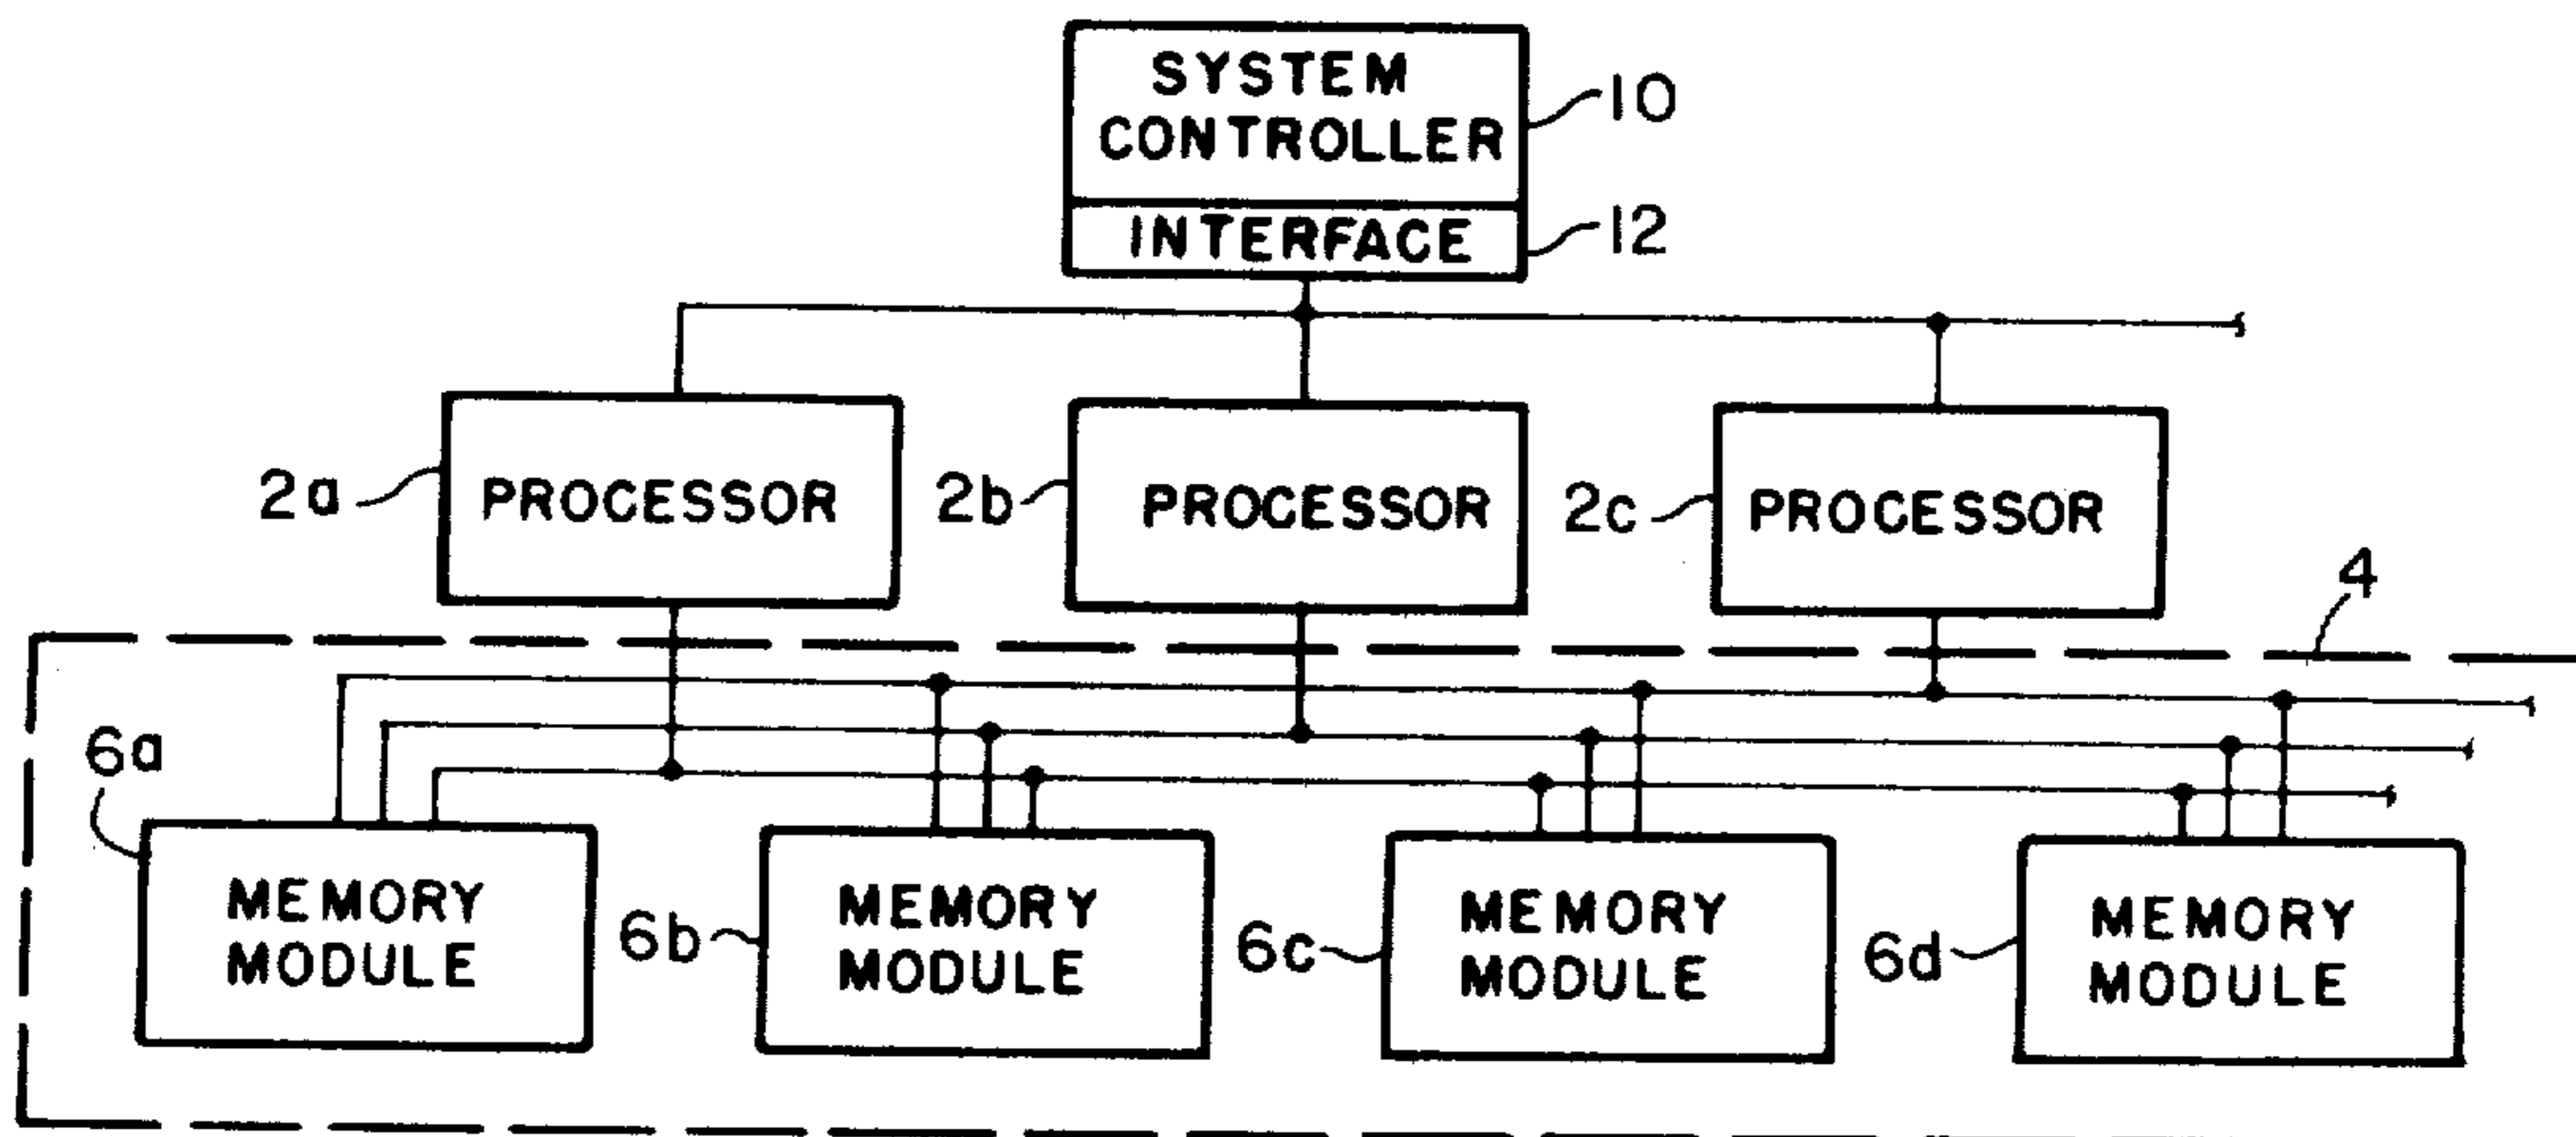 SYSTEM
CONTROLLER
10
INTERFACE
12
2a
PROCESSOR
2b
PROCESSOR
2c
PROCESSOR
4
6a
MEMORY
MODULE
6b
MEMORY
MODULE
6c
MEMORY
MODULE
6d
MEMORY
MODULE